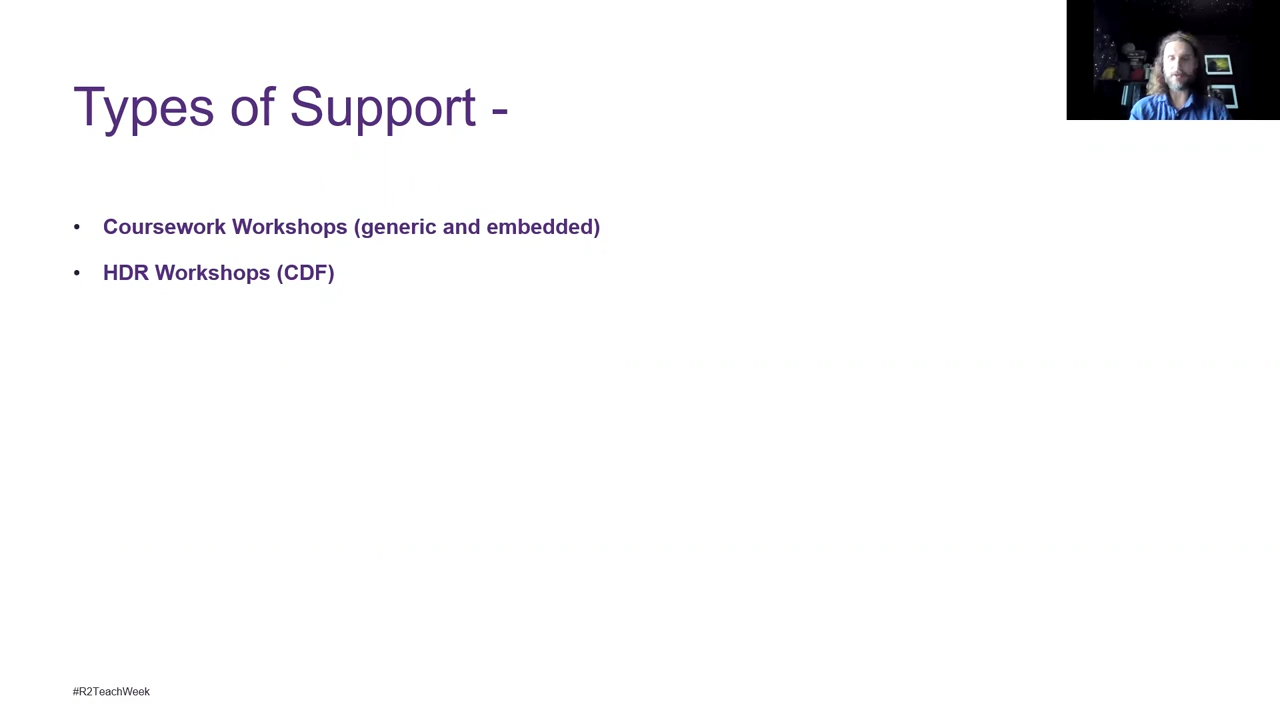 Types of Support -
• Coursework Workshops (generic and embedded)
• HDR Workshops (CDF)
#R2TeachWeek